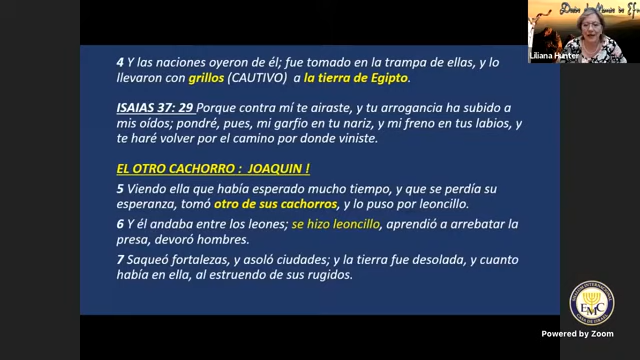 4 Y las naciones oyeron de él; fue tomado en la trampa de ellas, y lo
llevaron con grillos (CAUTIVO) a la tierra de Egipto.
ISAIAS 37: 29 Porque contra mí te airaste, y tu arrogancia ha subido a
mis oídos; pondré, pues, mi garfio en tu nariz, y mi freno en tus labios, y
te haré volver por el camino por donde viniste.
EL OTRO CACHORRO : JOAQUIN !
5 Viendo ella que había esperado mucho tiempo, y que se perdía su
esperanza, tomó otro de sus cachorros, y lo puso por leoncillo.
6 Y él andaba entre los leones; se hizo leoncillo, aprendió a arrebatar la
presa, devoró hombres.
7 Saqueó fortalezas, y asoló ciudades; y la tierra fue desolada, y cuanto
había en ella, al estruendo de sus rugidos.
Liliana Hunter
EMC
Powered by Zoom